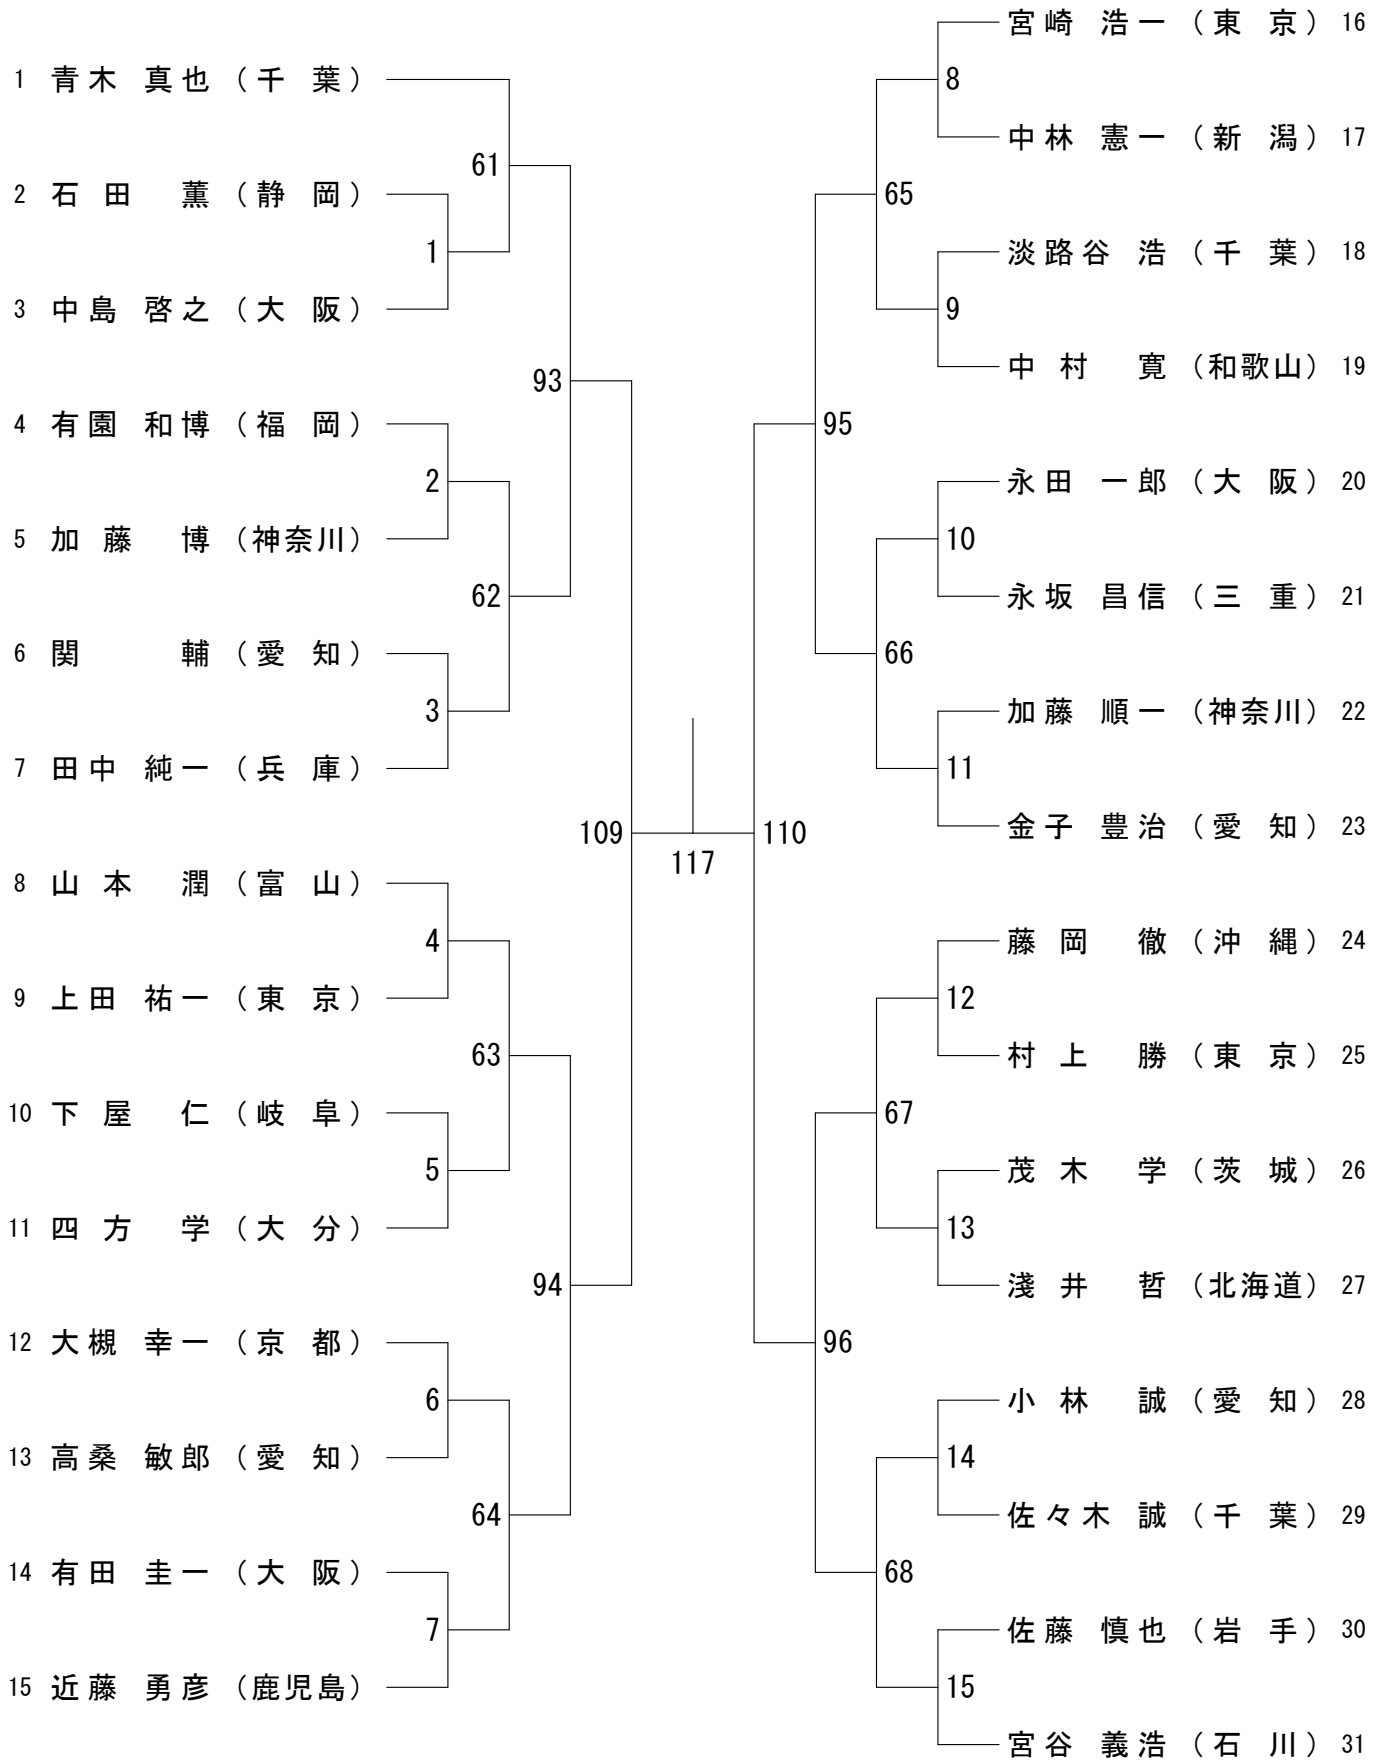 1 青木 真也 (千 葉)
2 石田 薫 (静 岡)
3 中島 啓之 (大 阪)
4 有園 和博 (福 岡)
5 加藤 博 (神奈川)
6 関 輔 (愛 知)
7 田中 純一 (兵 庫)
8 山本 潤 (富 山)
9 上田 祐一 (東 京)
10 下屋 仁 (岐 阜)
11 四方 学 (大 分)
12 大槻 幸一 (京 都)
13 高桑 敏郎 (愛 知)
14 有田 圭一 (大 阪)
15 近藤 勇彦 (鹿児島)
1
2
3
4
5
6
7
61
62
63
64
93
94
109
117
110
95
96
65
66
67
68
8
9
10
11
12
13
14
15
宮崎 浩一 (東 京) 16
中林 憲一 (新 潟) 17
淡路谷 浩 (千 葉) 18
中村 寛 (和歌山) 19
永田 一郎 (大 阪) 20
永坂 昌信 (三 重) 21
加藤 順一 (神奈川) 22
金子 豊治 (愛 知) 23
藤岡 徹 (沖 縄) 24
村上 勝 (東 京) 25
茂木 学 (茨 城) 26
淺井 哲 (北海道) 27
小林 誠 (愛 知) 28
佐々木 誠 (千 葉) 29
佐藤 慎也 (岩 手) 30
宮谷 義浩 (石 川) 31